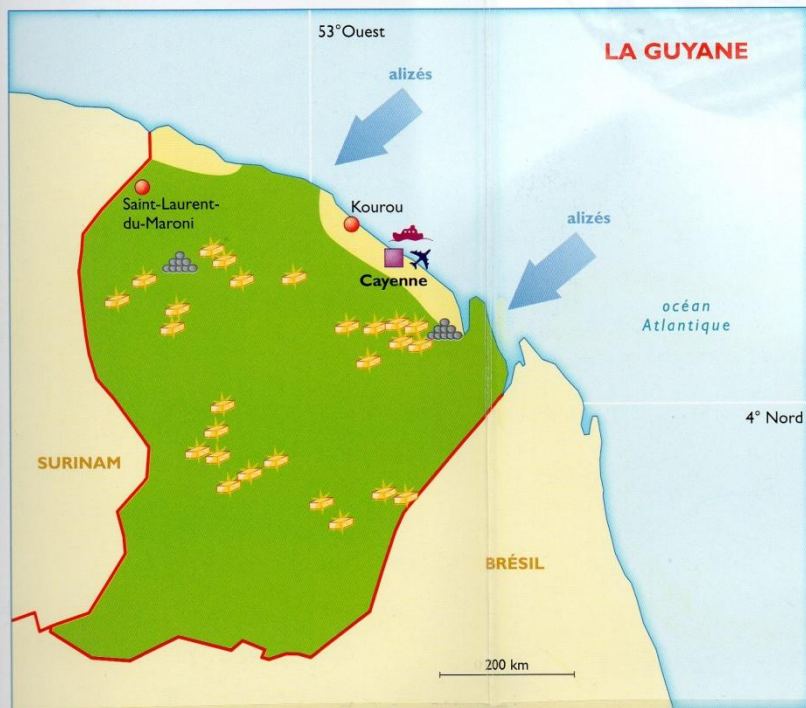 53°Ouest
LA GUYANE
alizés
Saint-Laurent-
du-Maroni
Kourou
alizés
Cayenne
océan
Atlantique
4° Nord
SURINAM
BRÉSIL
200 km